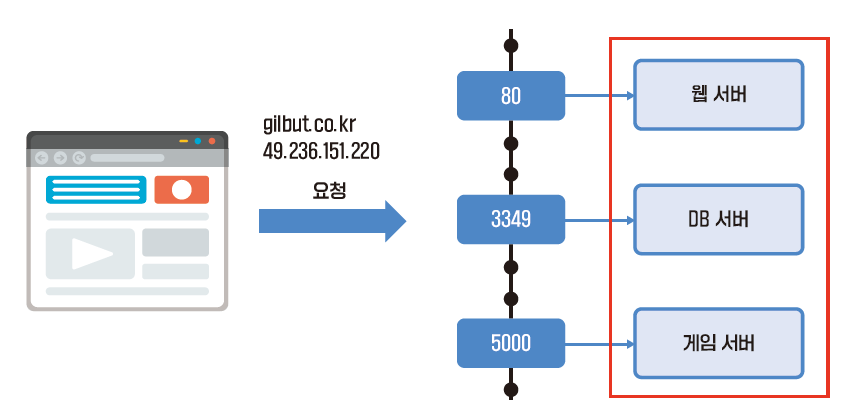 gilbut.co.kr
49.236.151.220
요청
80
웹 서버
3349
DB 서버
5000
게임 서버